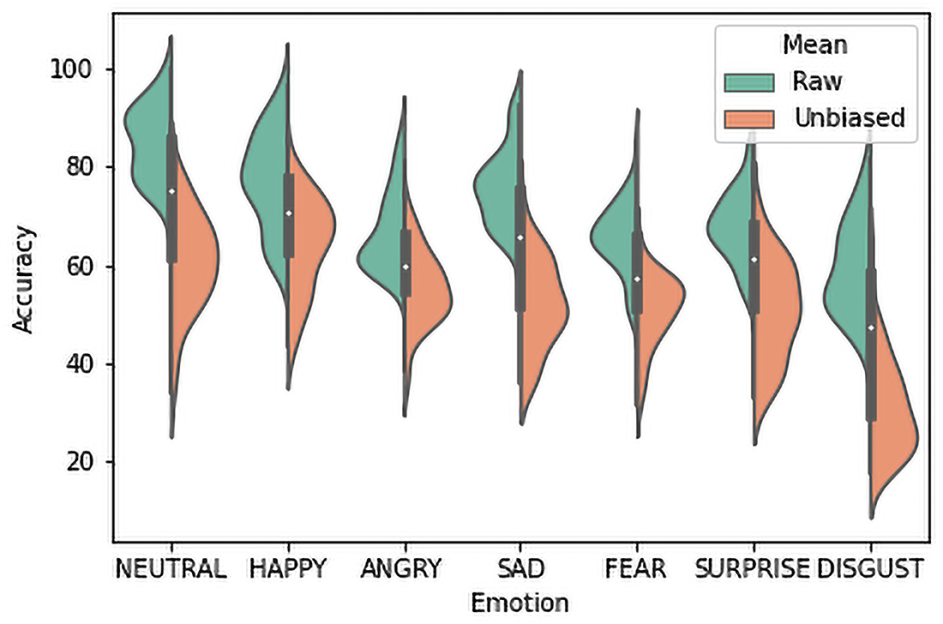 Mean
Raw
Unbiased
100
80
60
40
20
Accuracy
NEUTRAL HAPPY ANGRY SAD FEAR SURPRISE DISGUST
Emotion